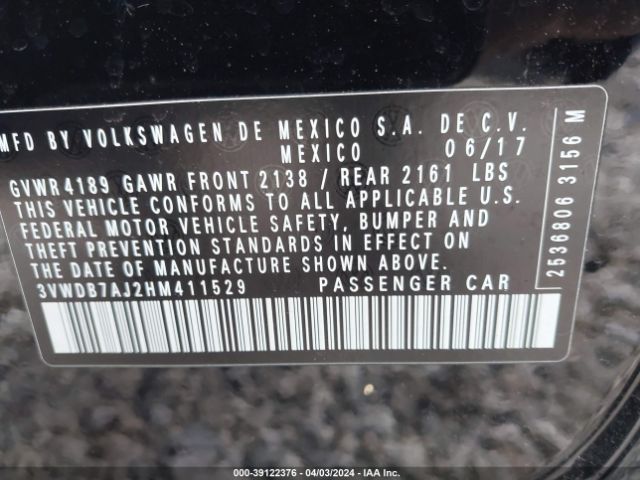 MFD BY VOLKSWAGEN DE MEXICO S.A. DE C.V.
MEXICO 06/17
GVWR 4189 GAWR FRONT 2138 / REAR 2161 LBS
THIS VEHICLE CONFORMS TO ALL APPLICABLE U.S.
FEDERAL MOTOR VEHICLE SAFETY, BUMPER AND
THEFT PREVENTION STANDARDS IN EFFECT ON
THE DATE OF MANUFACTURE SHOWN ABOVE.
3VWDB7AJ2HM411529 PASSENGER CAR
2536806 3156 M
000-39122376 - 04/03/2024 - IAA Inc.